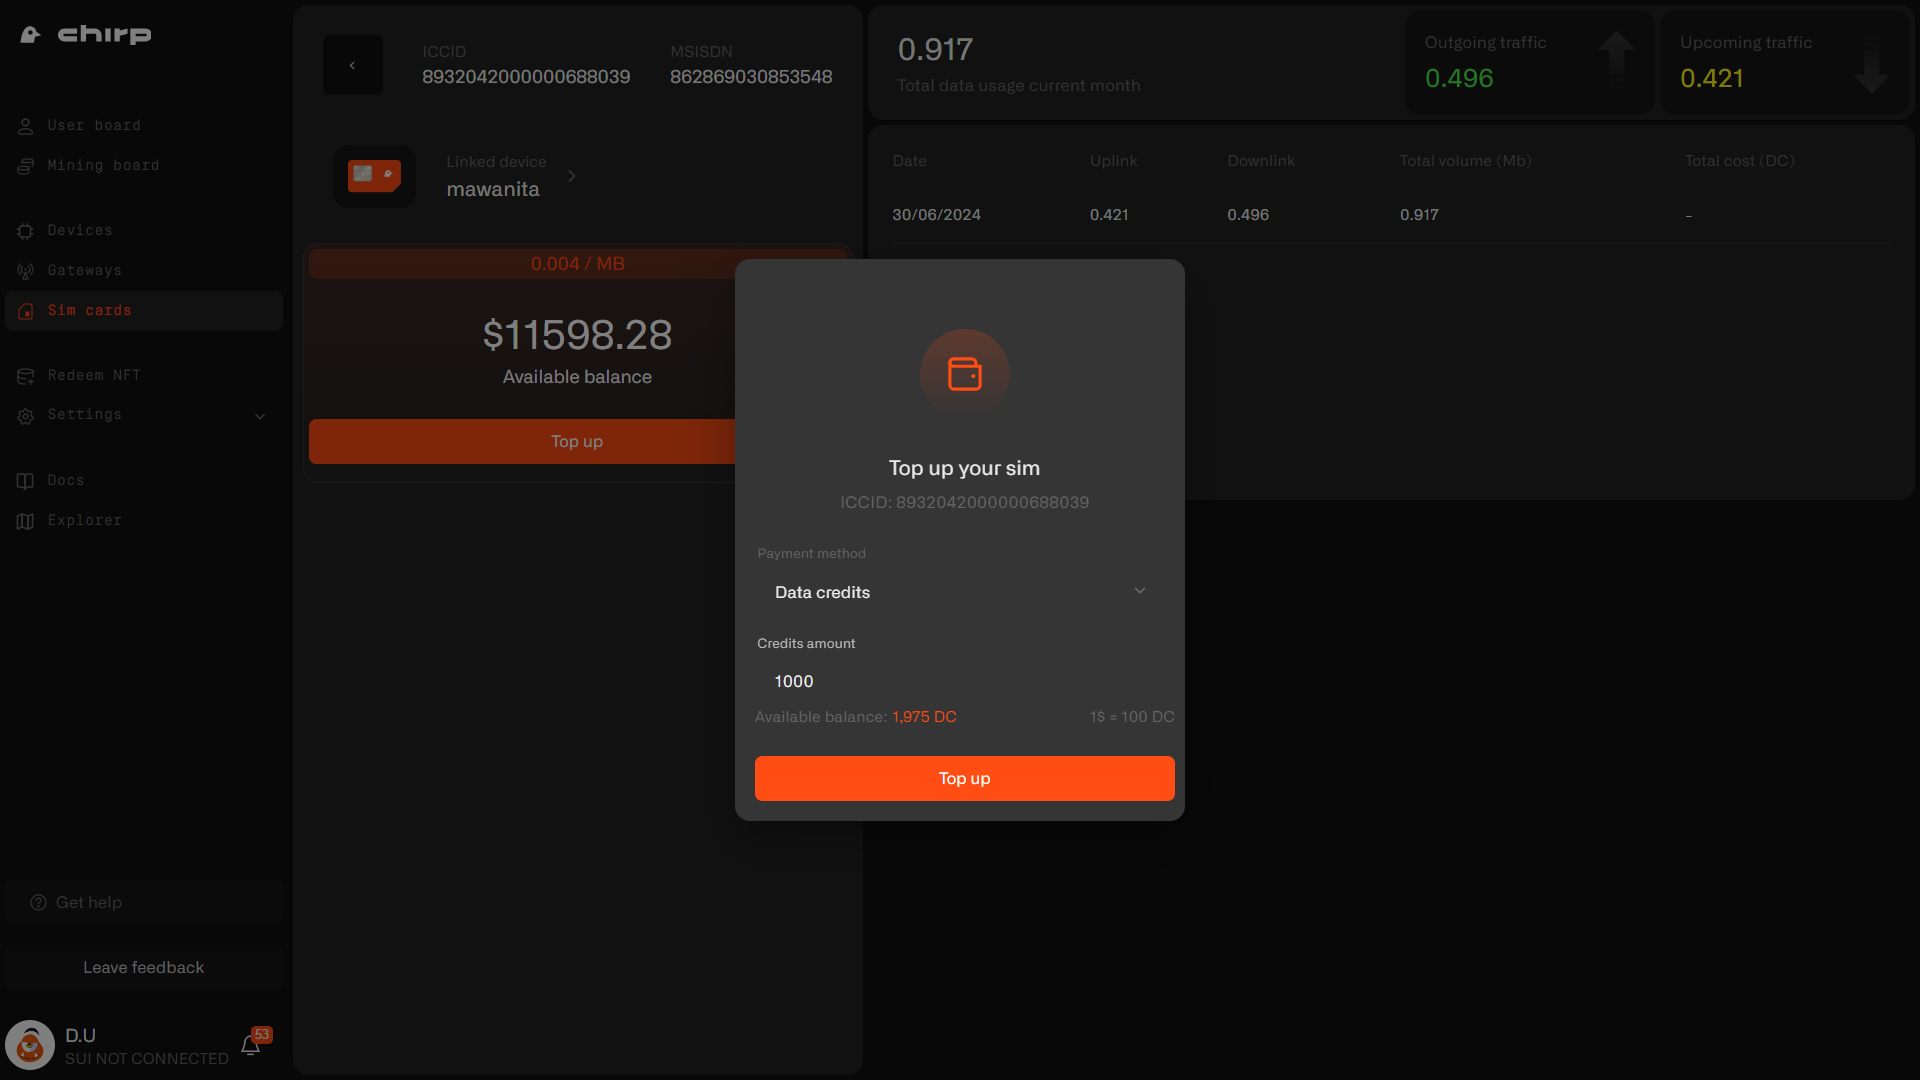 chirp
User board
Mining board
Devices
Gateways
Sim cards
Redeem NFT
Settings
Docs
Explorer
Get help
Leave feedback
D.U
SUI NOT CONNECTED
53
‹
ICCID
8932042000000688039
MSISDN
862869030853548
Linked device
mawanita
0.004 / MB
$11598.28
Available balance
Top up
0.917
Total data usage current month
Outgoing traffic
0.496
Upcoming traffic
0.421
Date Uplink Downlink Total volume (Mb) Total cost (DC)
30/06/2024 0.421 0.496 0.917 -
Top up your sim
ICCID: 8932042000000688039
Payment method
Data credits
Credits amount
1000
Available balance: 1,975 DC 1$ = 100 DC
Top up